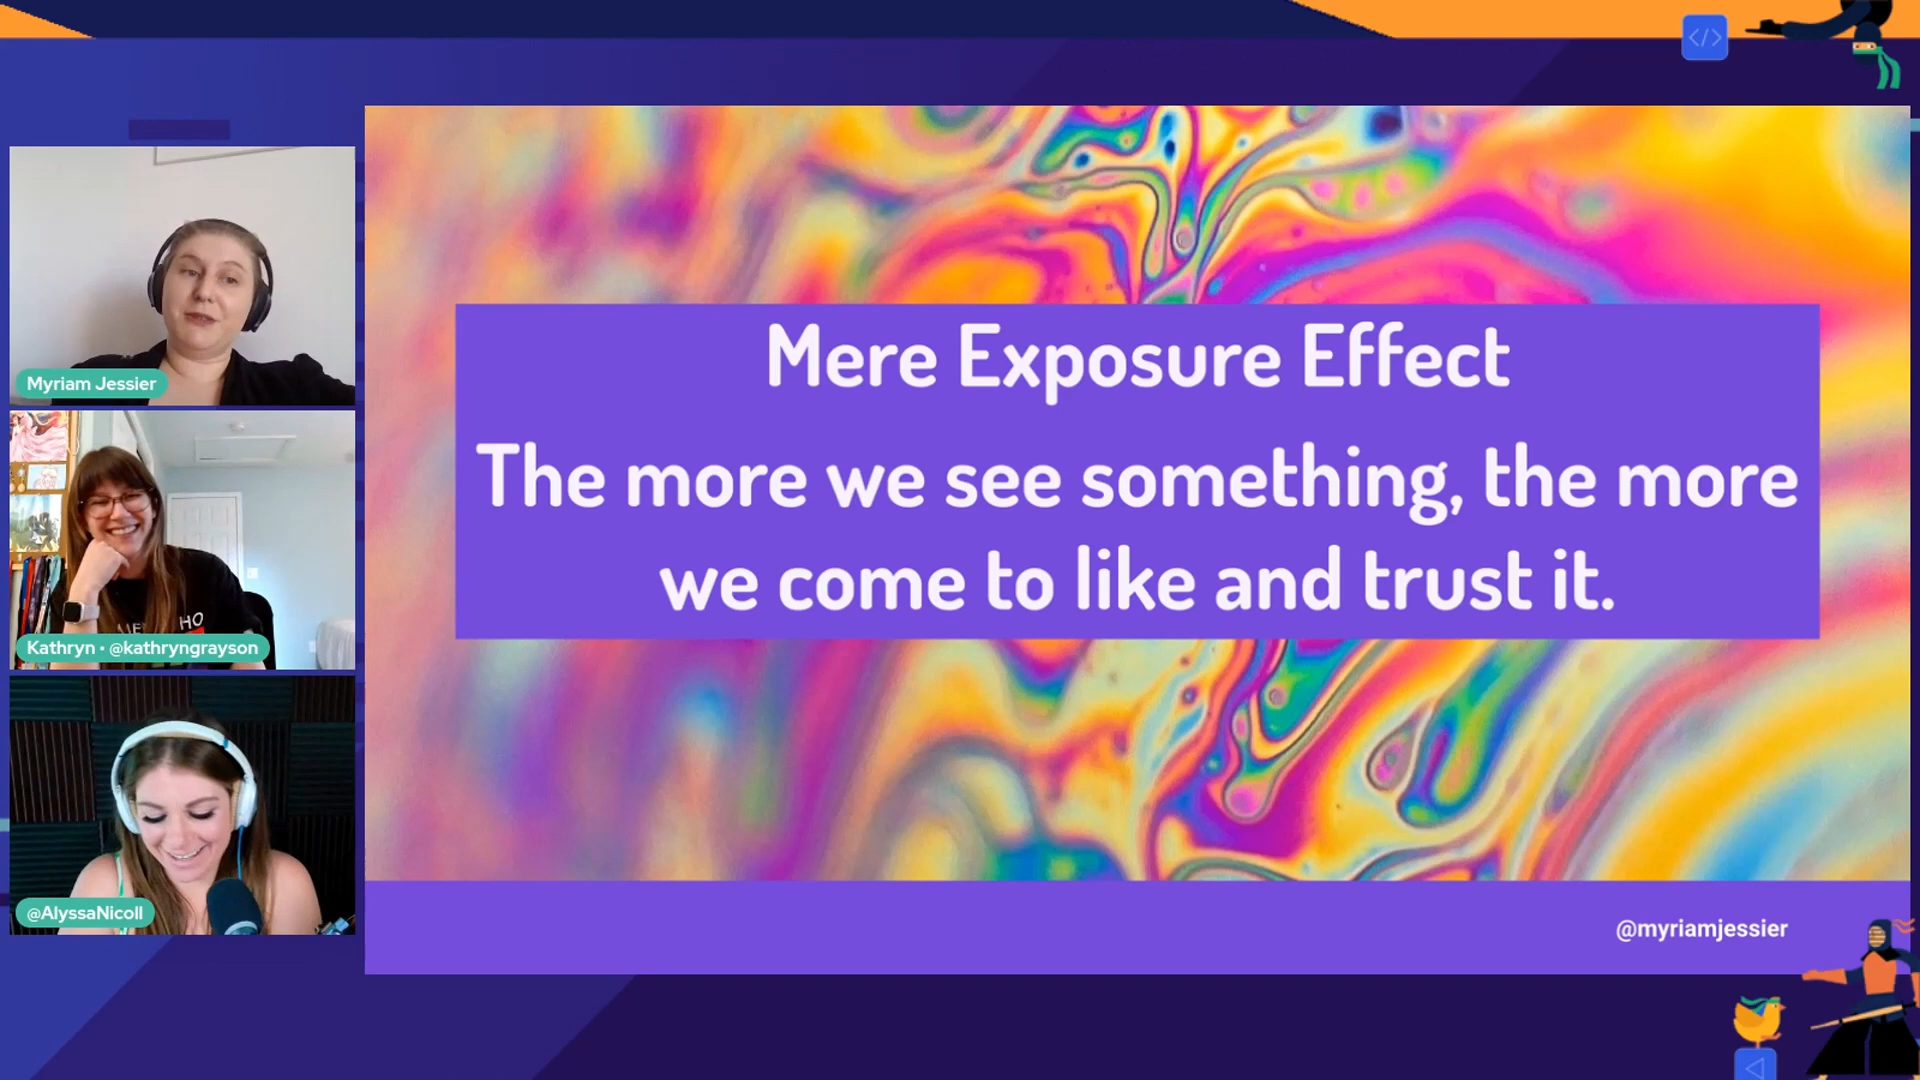 Myriam Jessier
Kathryn • @kathryngrayson
@AlyssaNicoll
Mere Exposure Effect
The more we see something, the more
we come to like and trust it.
@myriamjessier